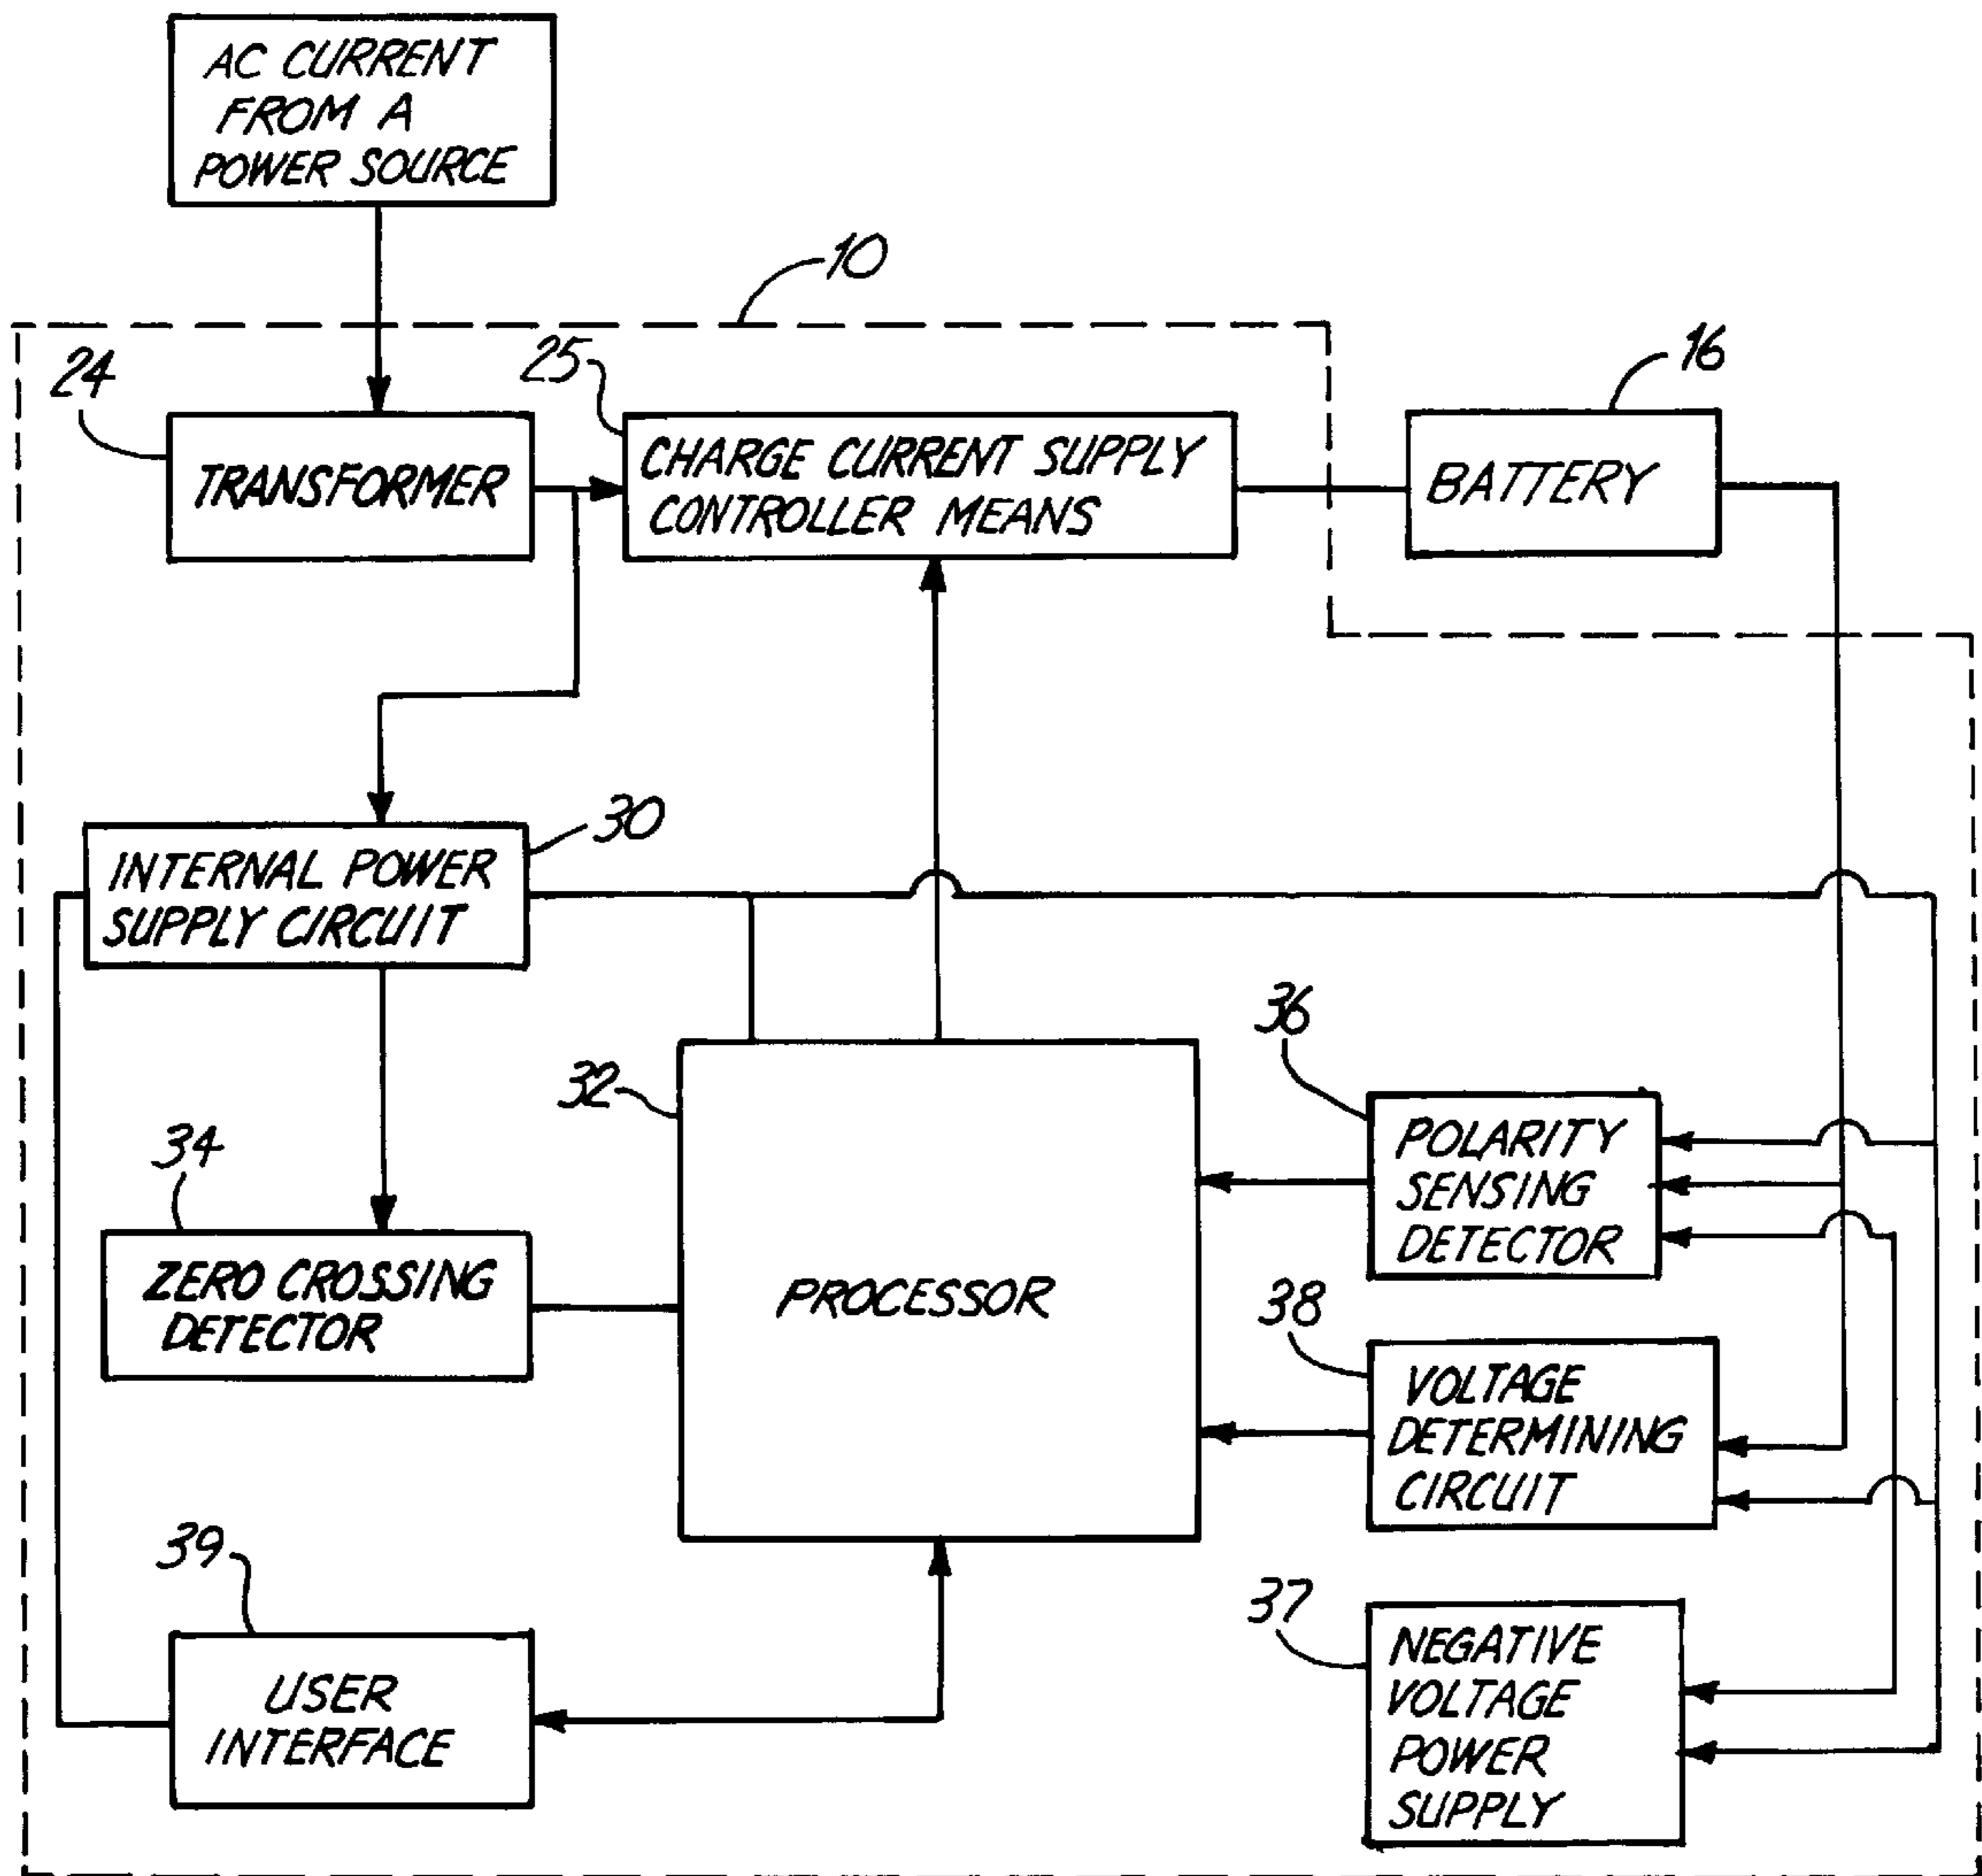 AC CURRENT
FROM A
POWER SOURCE
10
24
25
16
TRANSFORMER
CHARGE CURRENT SUPPLY
CONTROLLER MEANS
BATTERY
30
INTERNAL POWER
SUPPLY CIRCUIT
36
32
34
POLARITY
SENSING
DETECTOR
ZERO CROSSING
DETECTOR
PROCESSOR
38
VOLTAGE
DETERMINING
CIRCUIT
39
37
USER
INTERFACE
NEGATIVE
VOLTAGE
POWER
SUPPLY